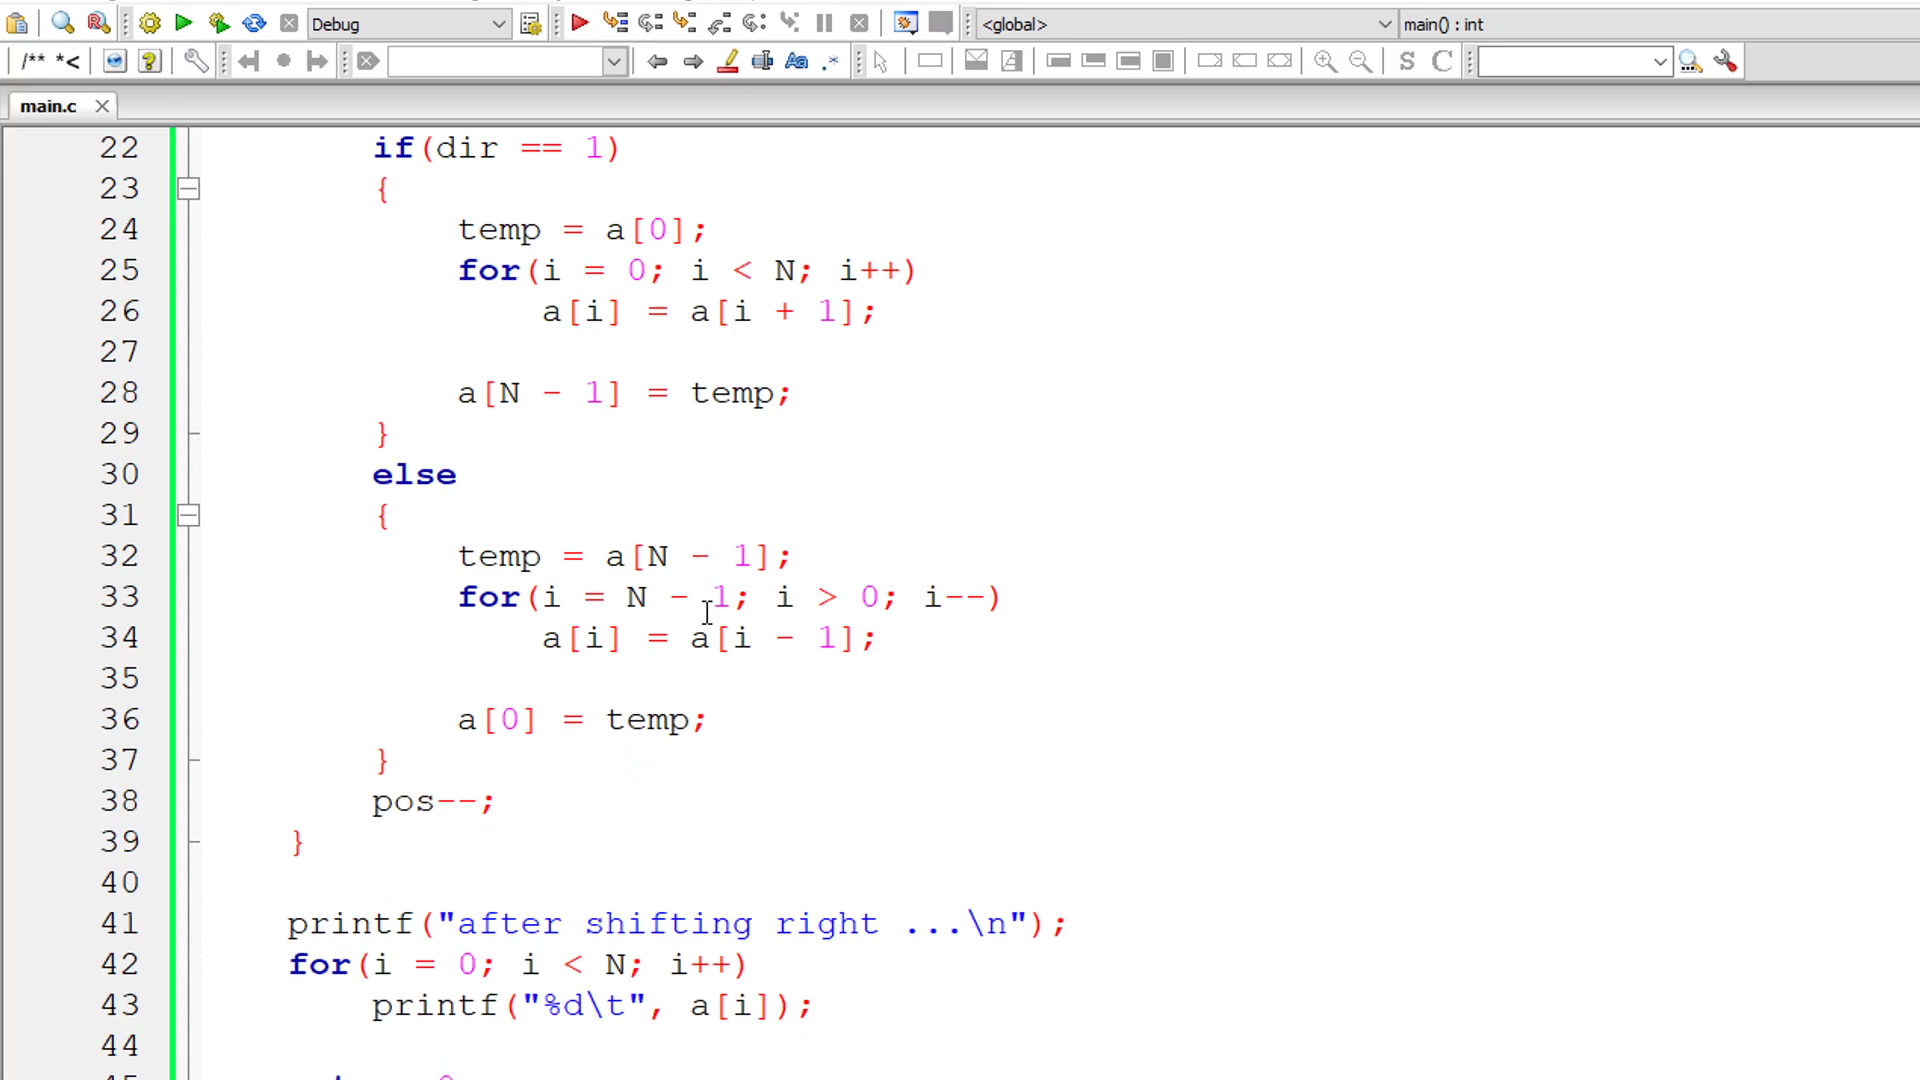 Debug <global> main() : int
/** *< Aa .* S C
main.c
22 if(dir == 1)
23 {
24 temp = a[0];
25 for(i = 0; i < N; i++)
26 a[i] = a[i + 1];
27
28 a[N - 1] = temp;
29 }
30 else
31 {
32 temp = a[N - 1];
33 for(i = N - 1; i > 0; i--)
34 a[i] = a[i - 1];
35
36 a[0] = temp;
37 }
38 pos--;
39 }
40
41 printf("after shifting right ...\n");
42 for(i = 0; i < N; i++)
43 printf("%d\t", a[i]);
44